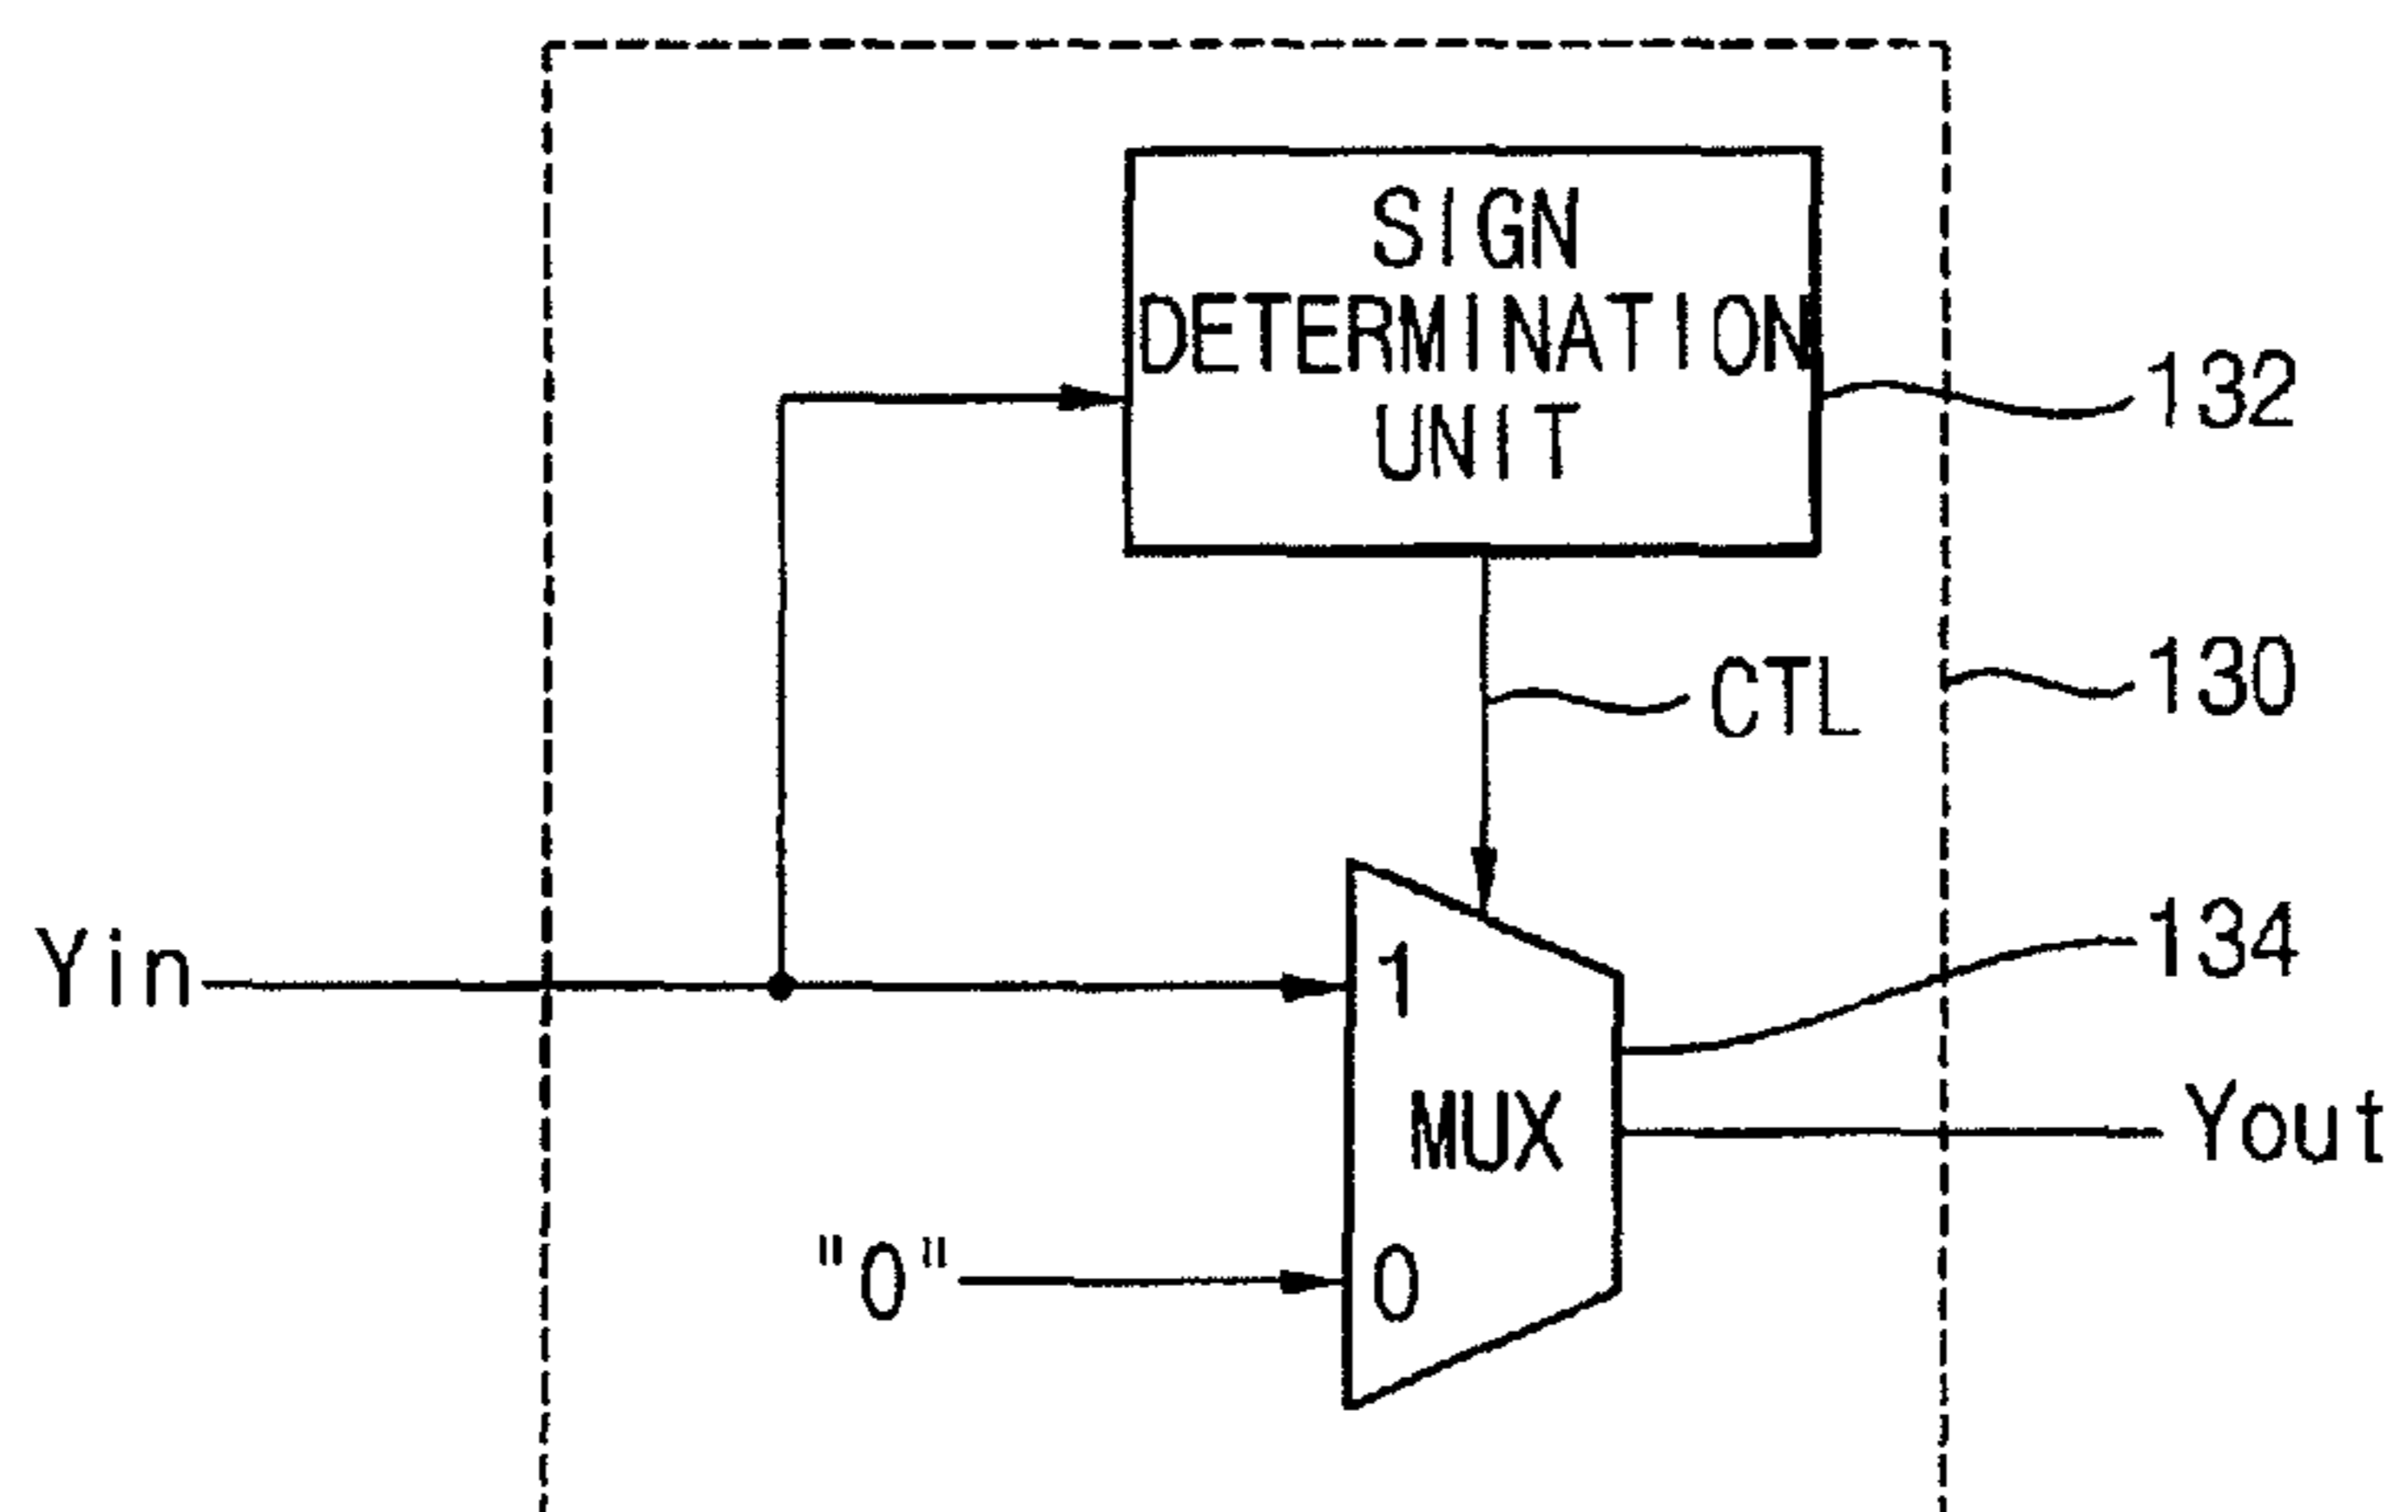 SIGN
DETERMINATION
UNIT
132
CTL
130
134
Yin
1
MUX
Yout
"0"
0